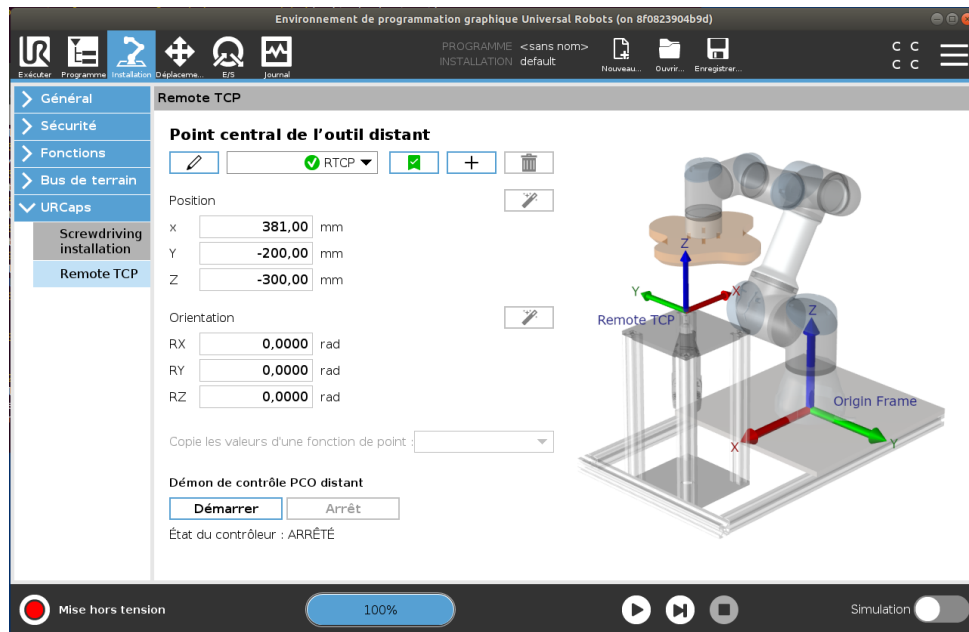 Environnement de programmation graphique Universal Robots (on 8f0823904b9d)
Exécuter Programme Installation Déplaceme... E/S Journal
PROGRAMME <sans nom>
INSTALLATION default
Nouveau... Ouvrir... Enregistrer...
C C
C C
Général
Sécurité
Fonctions
Bus de terrain
URCaps
Screwdriving
installation
Remote TCP
Remote TCP
Point central de l'outil distant
RTCP
Position
X 381,00 mm
Y -200,00 mm
Z -300,00 mm
Orientation
RX 0,0000 rad
RY 0,0000 rad
RZ 0,0000 rad
Copie les valeurs d'une fonction de point :
Démon de contrôle PCO distant
Démarrer Arrêt
État du contrôleur : ARRÊTÉ
Z
Y X
Remote TCP
Z
Origin Frame
X Y
Mise hors tension
100%
Simulation